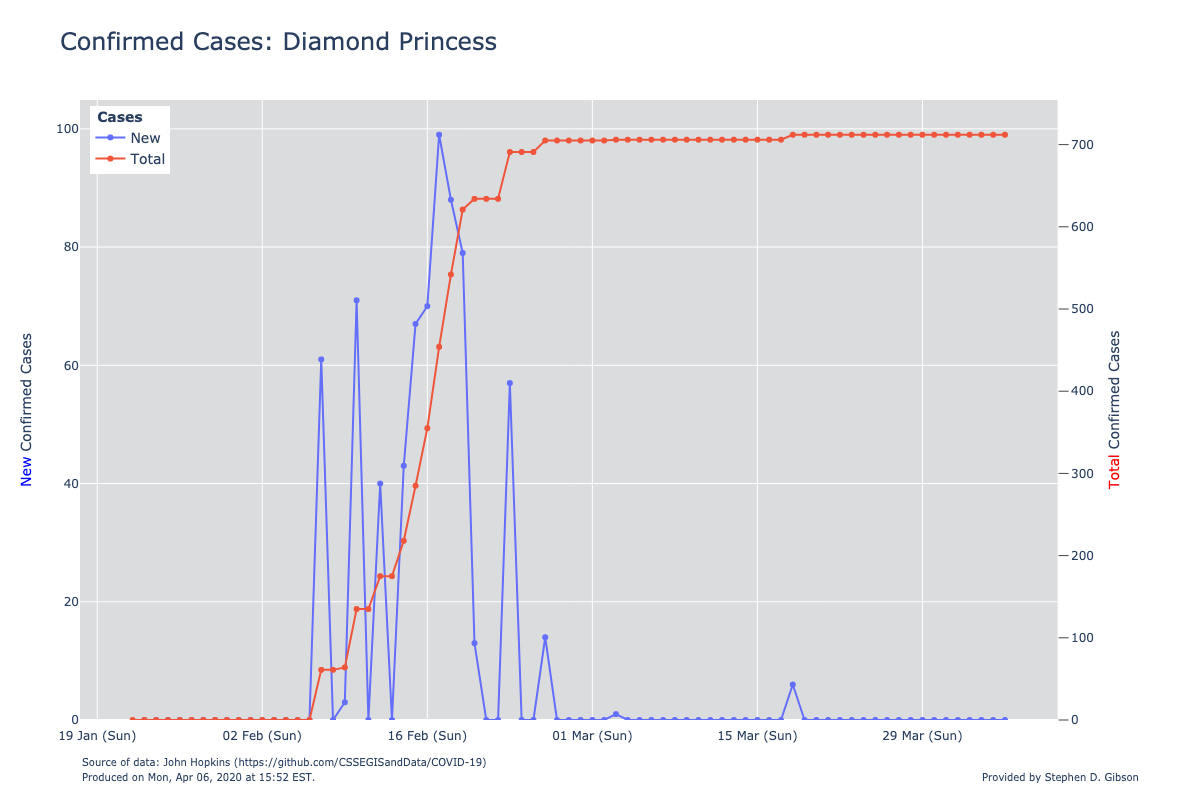 Confirmed Cases: Diamond Princess
Cases
New
Total
100
80
60
40
20
0
New Confirmed Cases
700
600
500
400
300
200
100
0
Total Confirmed Cases
19 Jan (Sun)
02 Feb (Sun)
16 Feb (Sun)
01 Mar (Sun)
15 Mar (Sun)
29 Mar (Sun)
Source of data: John Hopkins (https://github.com/CSSEGISandData/COVID-19)
Produced on Mon, Apr 06, 2020 at 15:52 EST.
Provided by Stephen D. Gibson